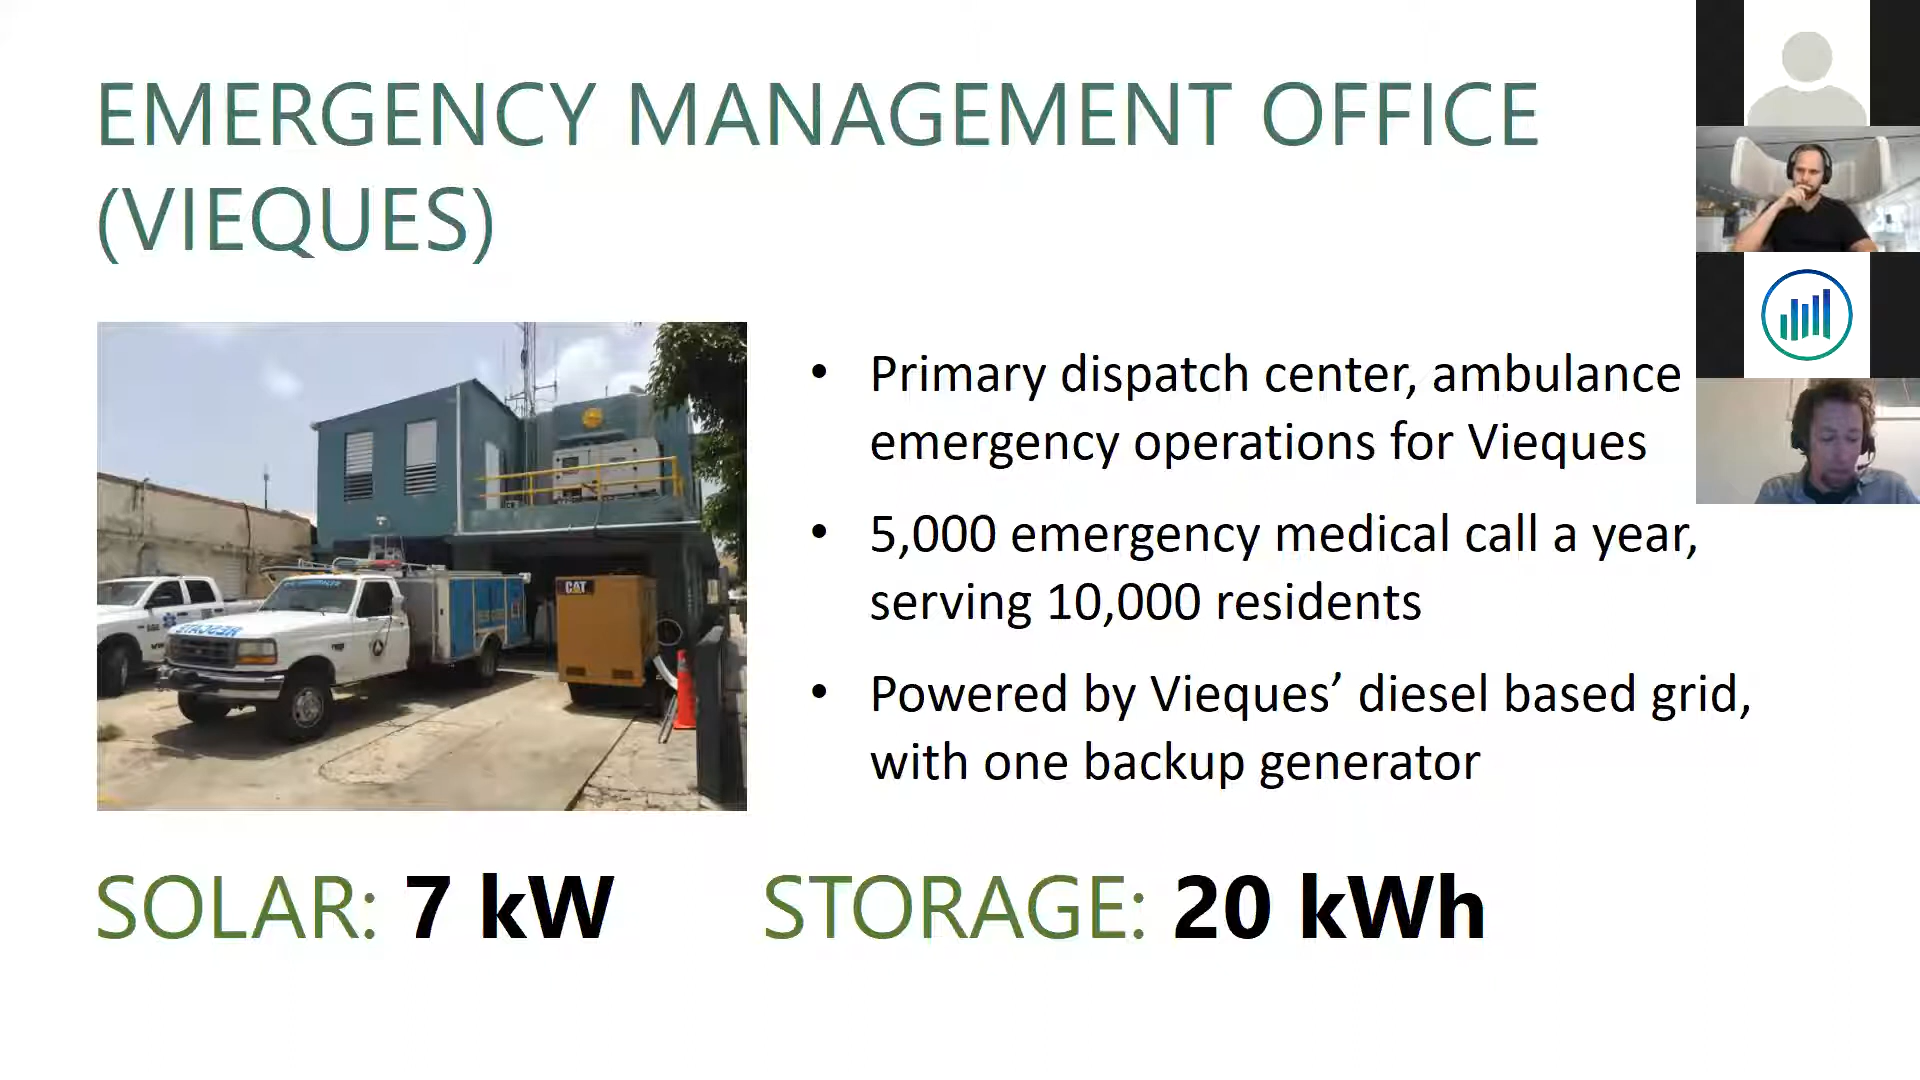 EMERGENCY MANAGEMENT OFFICE
(VIEQUES)
• Primary dispatch center, ambulance
emergency operations for Vieques
• 5,000 emergency medical call a year,
serving 10,000 residents
• Powered by Vieques’ diesel based grid,
with one backup generator
CAT
SOLAR: 7 kW
STORAGE: 20 kWh